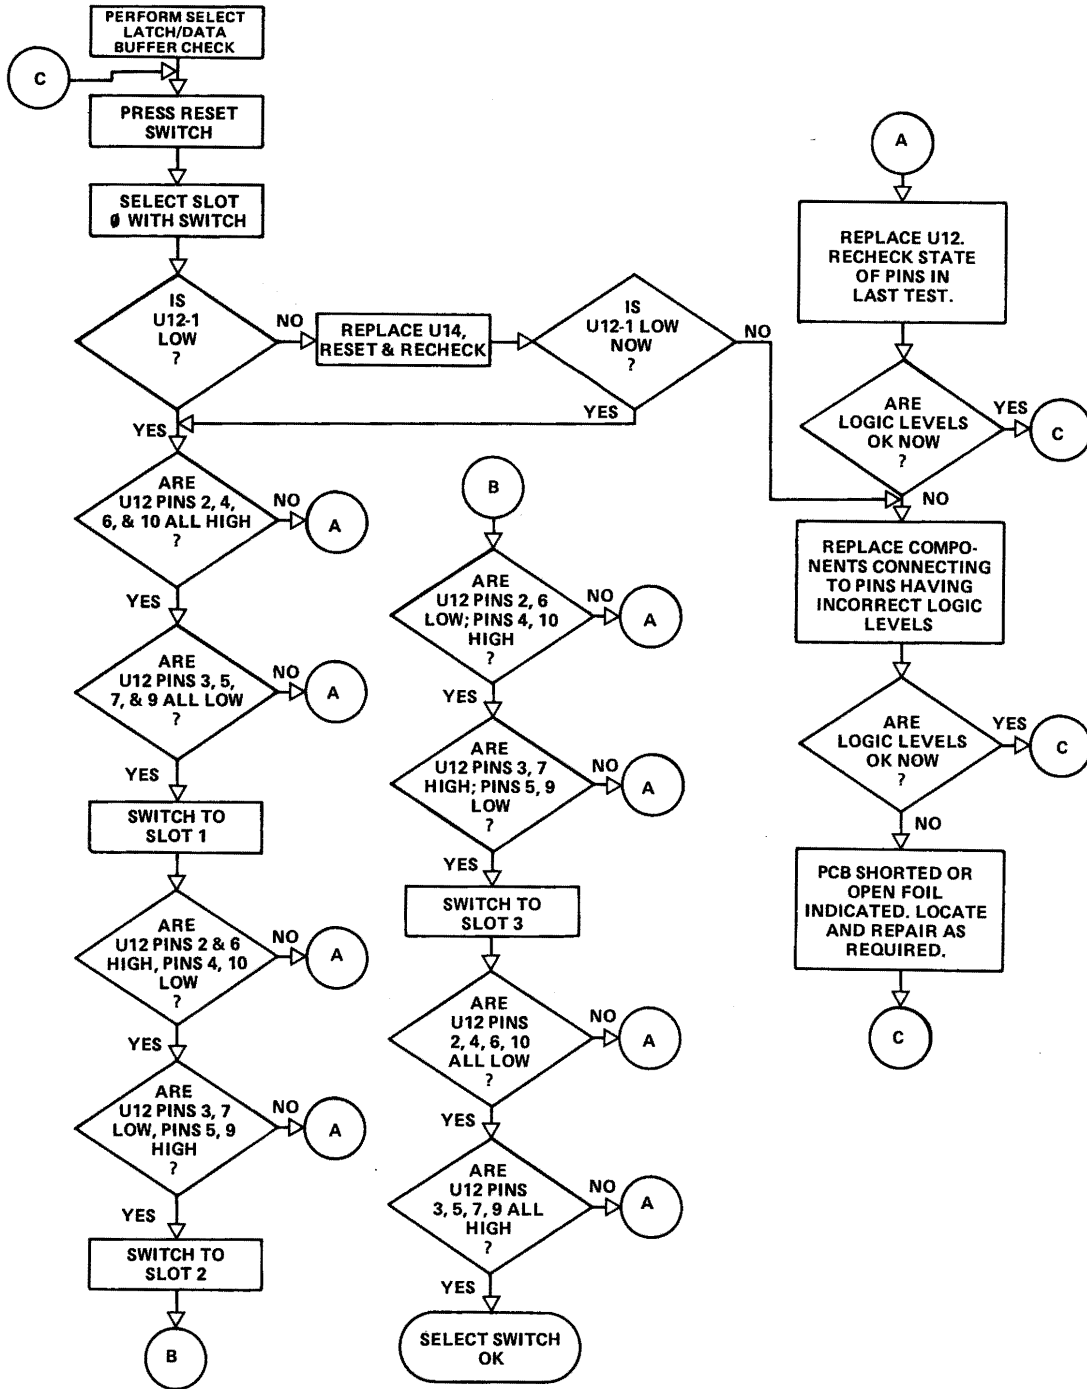 PERFORM SELECT
LATCH/DATA
BUFFER CHECK
C
PRESS RESET
SWITCH
SELECT SLOT
0 WITH SWITCH
IS
U12-1
LOW
?
NO
REPLACE U14,
RESET & RECHECK
IS
U12-1 LOW
NOW
?
NO
YES
YES
ARE
U12 PINS 2, 4,
6, & 10 ALL HIGH
?
NO
A
YES
ARE
U12 PINS 3, 5,
7, & 9 ALL LOW
?
NO
A
YES
SWITCH TO
SLOT 1
ARE
U12 PINS 2 & 6
HIGH, PINS 4, 10
LOW
?
NO
A
YES
ARE
U12 PINS 3, 7
LOW, PINS 5, 9
HIGH
?
NO
A
YES
SWITCH TO
SLOT 2
B
B
ARE
U12 PINS 2, 6
LOW; PINS 4, 10
HIGH
?
NO
A
YES
ARE
U12 PINS 3, 7
HIGH; PINS 5, 9
LOW
?
NO
A
YES
SWITCH TO
SLOT 3
ARE
U12 PINS
2, 4, 6, 10
ALL LOW
?
NO
A
YES
ARE
U12 PINS
3, 5, 7, 9 ALL
HIGH
?
NO
A
YES
SELECT SWITCH
OK
A
REPLACE U12.
RECHECK STATE
OF PINS IN
LAST TEST.
ARE
LOGIC LEVELS
OK NOW
?
YES
C
NO
REPLACE COMPO-
NENTS CONNECTING
TO PINS HAVING
INCORRECT LOGIC
LEVELS
ARE
LOGIC LEVELS
OK NOW
?
YES
C
NO
PCB SHORTED OR
OPEN FOIL
INDICATED. LOCATE
AND REPAIR AS
REQUIRED.
C